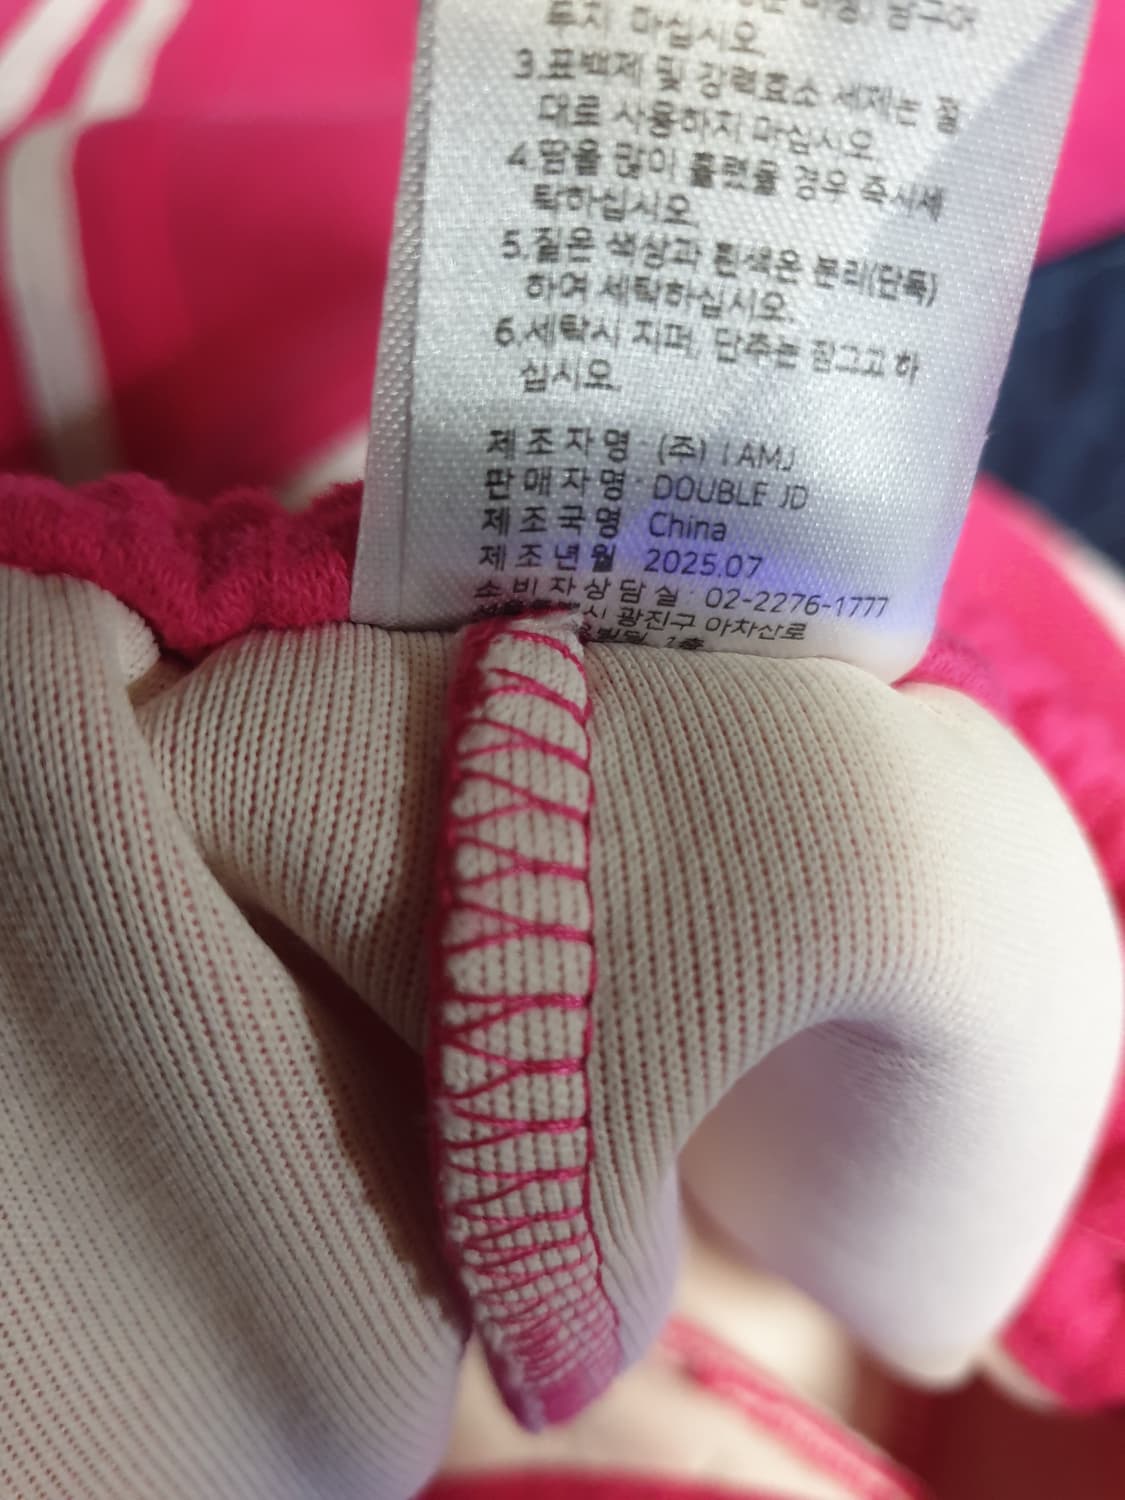 두지 마십시오.
3.표백제 및 강력효소 세제는 절
대로 사용하지 마십시오.
4.땀을 많이 흘렸을 경우 즉시세
탁하십시오.
5.짙은 색상과 흰색은 분리(단독)
하여 세탁하십시오.
6.세탁시 지퍼, 단추는 잠그고 하
십시오.
제조자명 : (주) I AMJ
판매자명 : DOUBLE JD
제조국명 China
제조년월 2025.07
소비자상담실 : 02-2276-1777
광진구 아차산로
1층